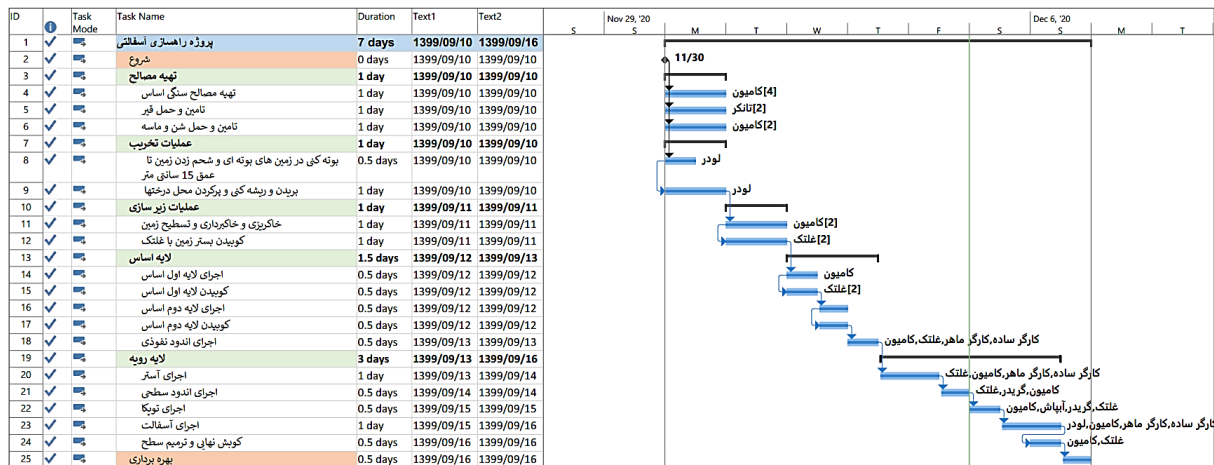 ID Task Mode Task Name Duration Text1 Text2
Nov 29, '20 Dec 6, '20
S S M T W T F S S M T
1 پروژه راهسازی آسفالتی 7 days 1399/09/10 1399/09/16
2 شروع 0 days 1399/09/10 1399/09/10 11/30
3 تهیه مصالح 1 day 1399/09/10 1399/09/10
4 تهیه مصالح سنگی اساس 1 day 1399/09/10 1399/09/10 کامیون[4]
5 تامین و حمل قیر 1 day 1399/09/10 1399/09/10 تانکر[2]
6 تامین و حمل شن و ماسه 1 day 1399/09/10 1399/09/10 کامیون[2]
7 عملیات تخریب 1 day 1399/09/10 1399/09/10
8 بوته کنی در زمین های بوته ای و شخم زدن زمین تا 0.5 days 1399/09/10 1399/09/10 لودر
عمق 15 سانتی متر
9 بریدن و ریشه کنی و پرکردن محل درختها 1 day 1399/09/10 1399/09/10 لودر
10 عملیات زیر سازی 1 day 1399/09/11 1399/09/11
11 خاکریزی و خاکبرداری و تسطیح زمین 1 day 1399/09/11 1399/09/11 کامیون[2]
12 کوبیدن بستر زمین با غلتک 1 day 1399/09/11 1399/09/11 غلتک[2]
13 لایه اساس 1.5 days 1399/09/12 1399/09/13
14 اجرای لایه اول اساس 0.5 days 1399/09/12 1399/09/12 کامیون
15 کوبیدن لایه اول اساس 0.5 days 1399/09/12 1399/09/12 غلتک[2]
16 اجرای لایه دوم اساس 0.5 days 1399/09/12 1399/09/12
17 کوبیدن لایه دوم اساس 0.5 days 1399/09/12 1399/09/12
18 اجرای اندود نفوذی 0.5 days 1399/09/13 1399/09/13 کارگر ساده,کارگر ماهر,غلتک,کامیون
19 لایه رویه 3 days 1399/09/13 1399/09/16
20 اجرای آستر 1 day 1399/09/13 1399/09/14 کارگر ساده,کارگر ماهر,کامیون,غلتک
21 اجرای اندود سطحی 0.5 days 1399/09/14 1399/09/14 کامیون,گریدر,غلتک
22 اجرای توپکا 0.5 days 1399/09/15 1399/09/15 غلتک,گریدر,آبپاش,کامیون
23 اجرای آسفالت 1 day 1399/09/15 1399/09/16 کارگر ساده,کارگر ماهر,کامیون,لودر
24 کوبش نهایی و ترمیم سطح 0.5 days 1399/09/16 1399/09/16 غلتک,کامیون
25 بهره برداری 0.5 days 1399/09/16 1399/09/16